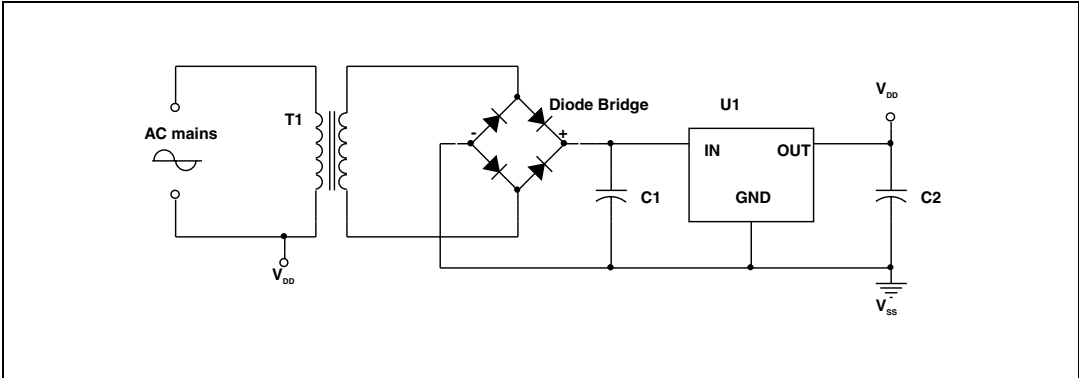 AC mains
T1
V_DD
Diode Bridge
-
+
C1
U1
IN
OUT
GND
V_DD
C2
V_SS